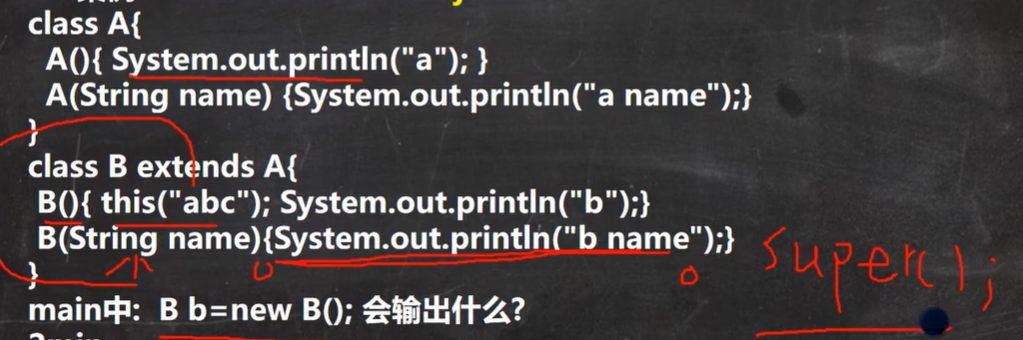 class A{
A(){ System.out.println("a"); }
A(String name) {System.out.println("a name");}
}
class B extends A{
B(){ this("abc"); System.out.println("b");}
B(String name){System.out.println("b name");}
super();
}
main中: B b=new B(); 会输出什么?